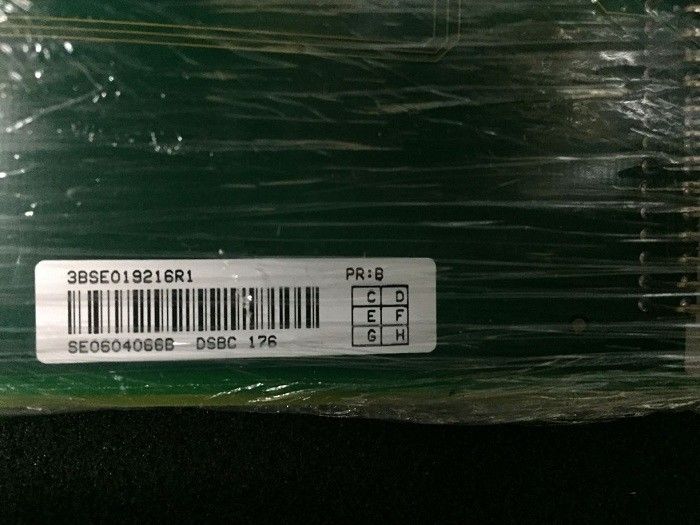 3BSE019216R1 PR:B
C D
E F
G H
SE0604066B DSBC 176